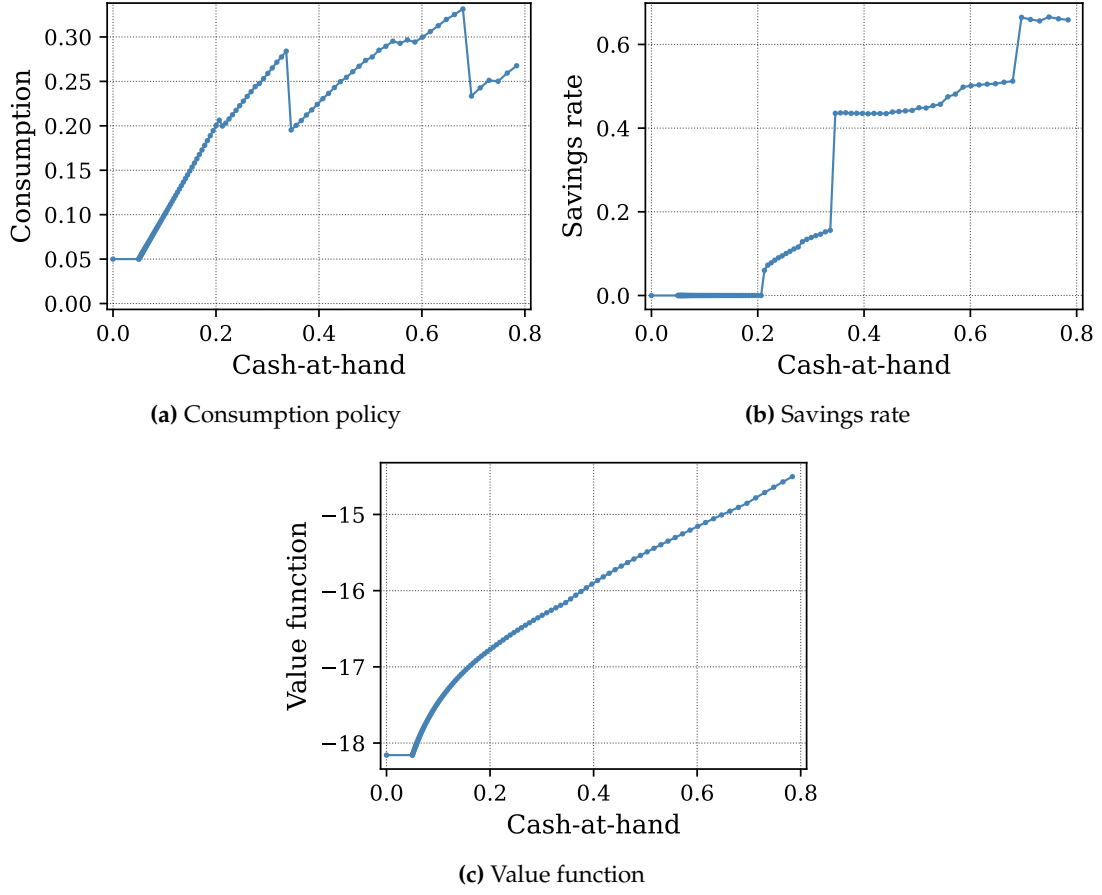 0.30
0.25
0.20
0.15
0.10
0.05
0.00
Consumption
0.0 0.2 0.4 0.6 0.8
Cash-at-hand
(a) Consumption policy
0.6
0.4
0.2
0.0
Savings rate
0.0 0.2 0.4 0.6 0.8
Cash-at-hand
(b) Savings rate
−15
−16
−17
−18
Value function
0.0 0.2 0.4 0.6 0.8
Cash-at-hand
(c) Value function